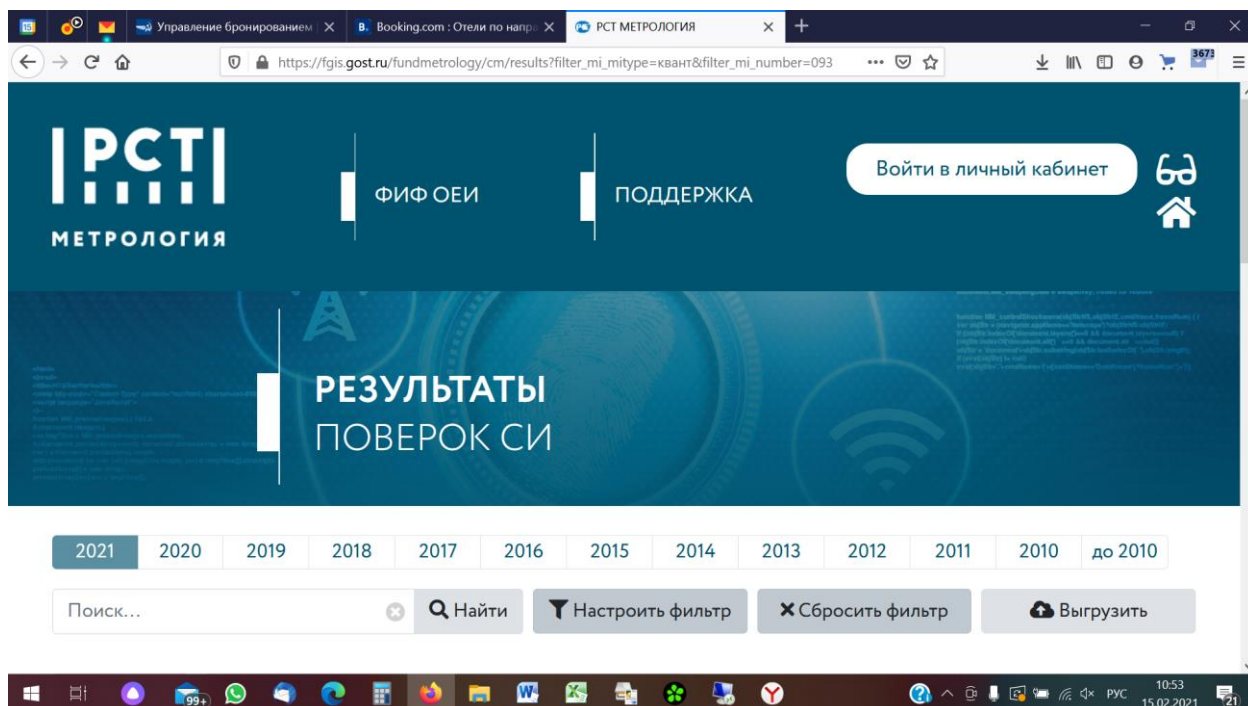 15
Управление бронированием
B. Booking.com : Отели по напра
РСТ МЕТРОЛОГИЯ
https://fgis.gost.ru/fundmetrology/cm/results?filter_mi_mitype=квант&filter_mi_number=093
3673
РСТ
МЕТРОЛОГИЯ
ФИФ ОЕИ
ПОДДЕРЖКА
Войти в личный кабинет
РЕЗУЛЬТАТЫ
ПОВЕРОК СИ
2021 2020 2019 2018 2017 2016 2015 2014 2013 2012 2011 2010 до 2010
Поиск...
Найти
Настроить фильтр
Сбросить фильтр
Выгрузить
99+
РУС
10:53
15.02.2021
21